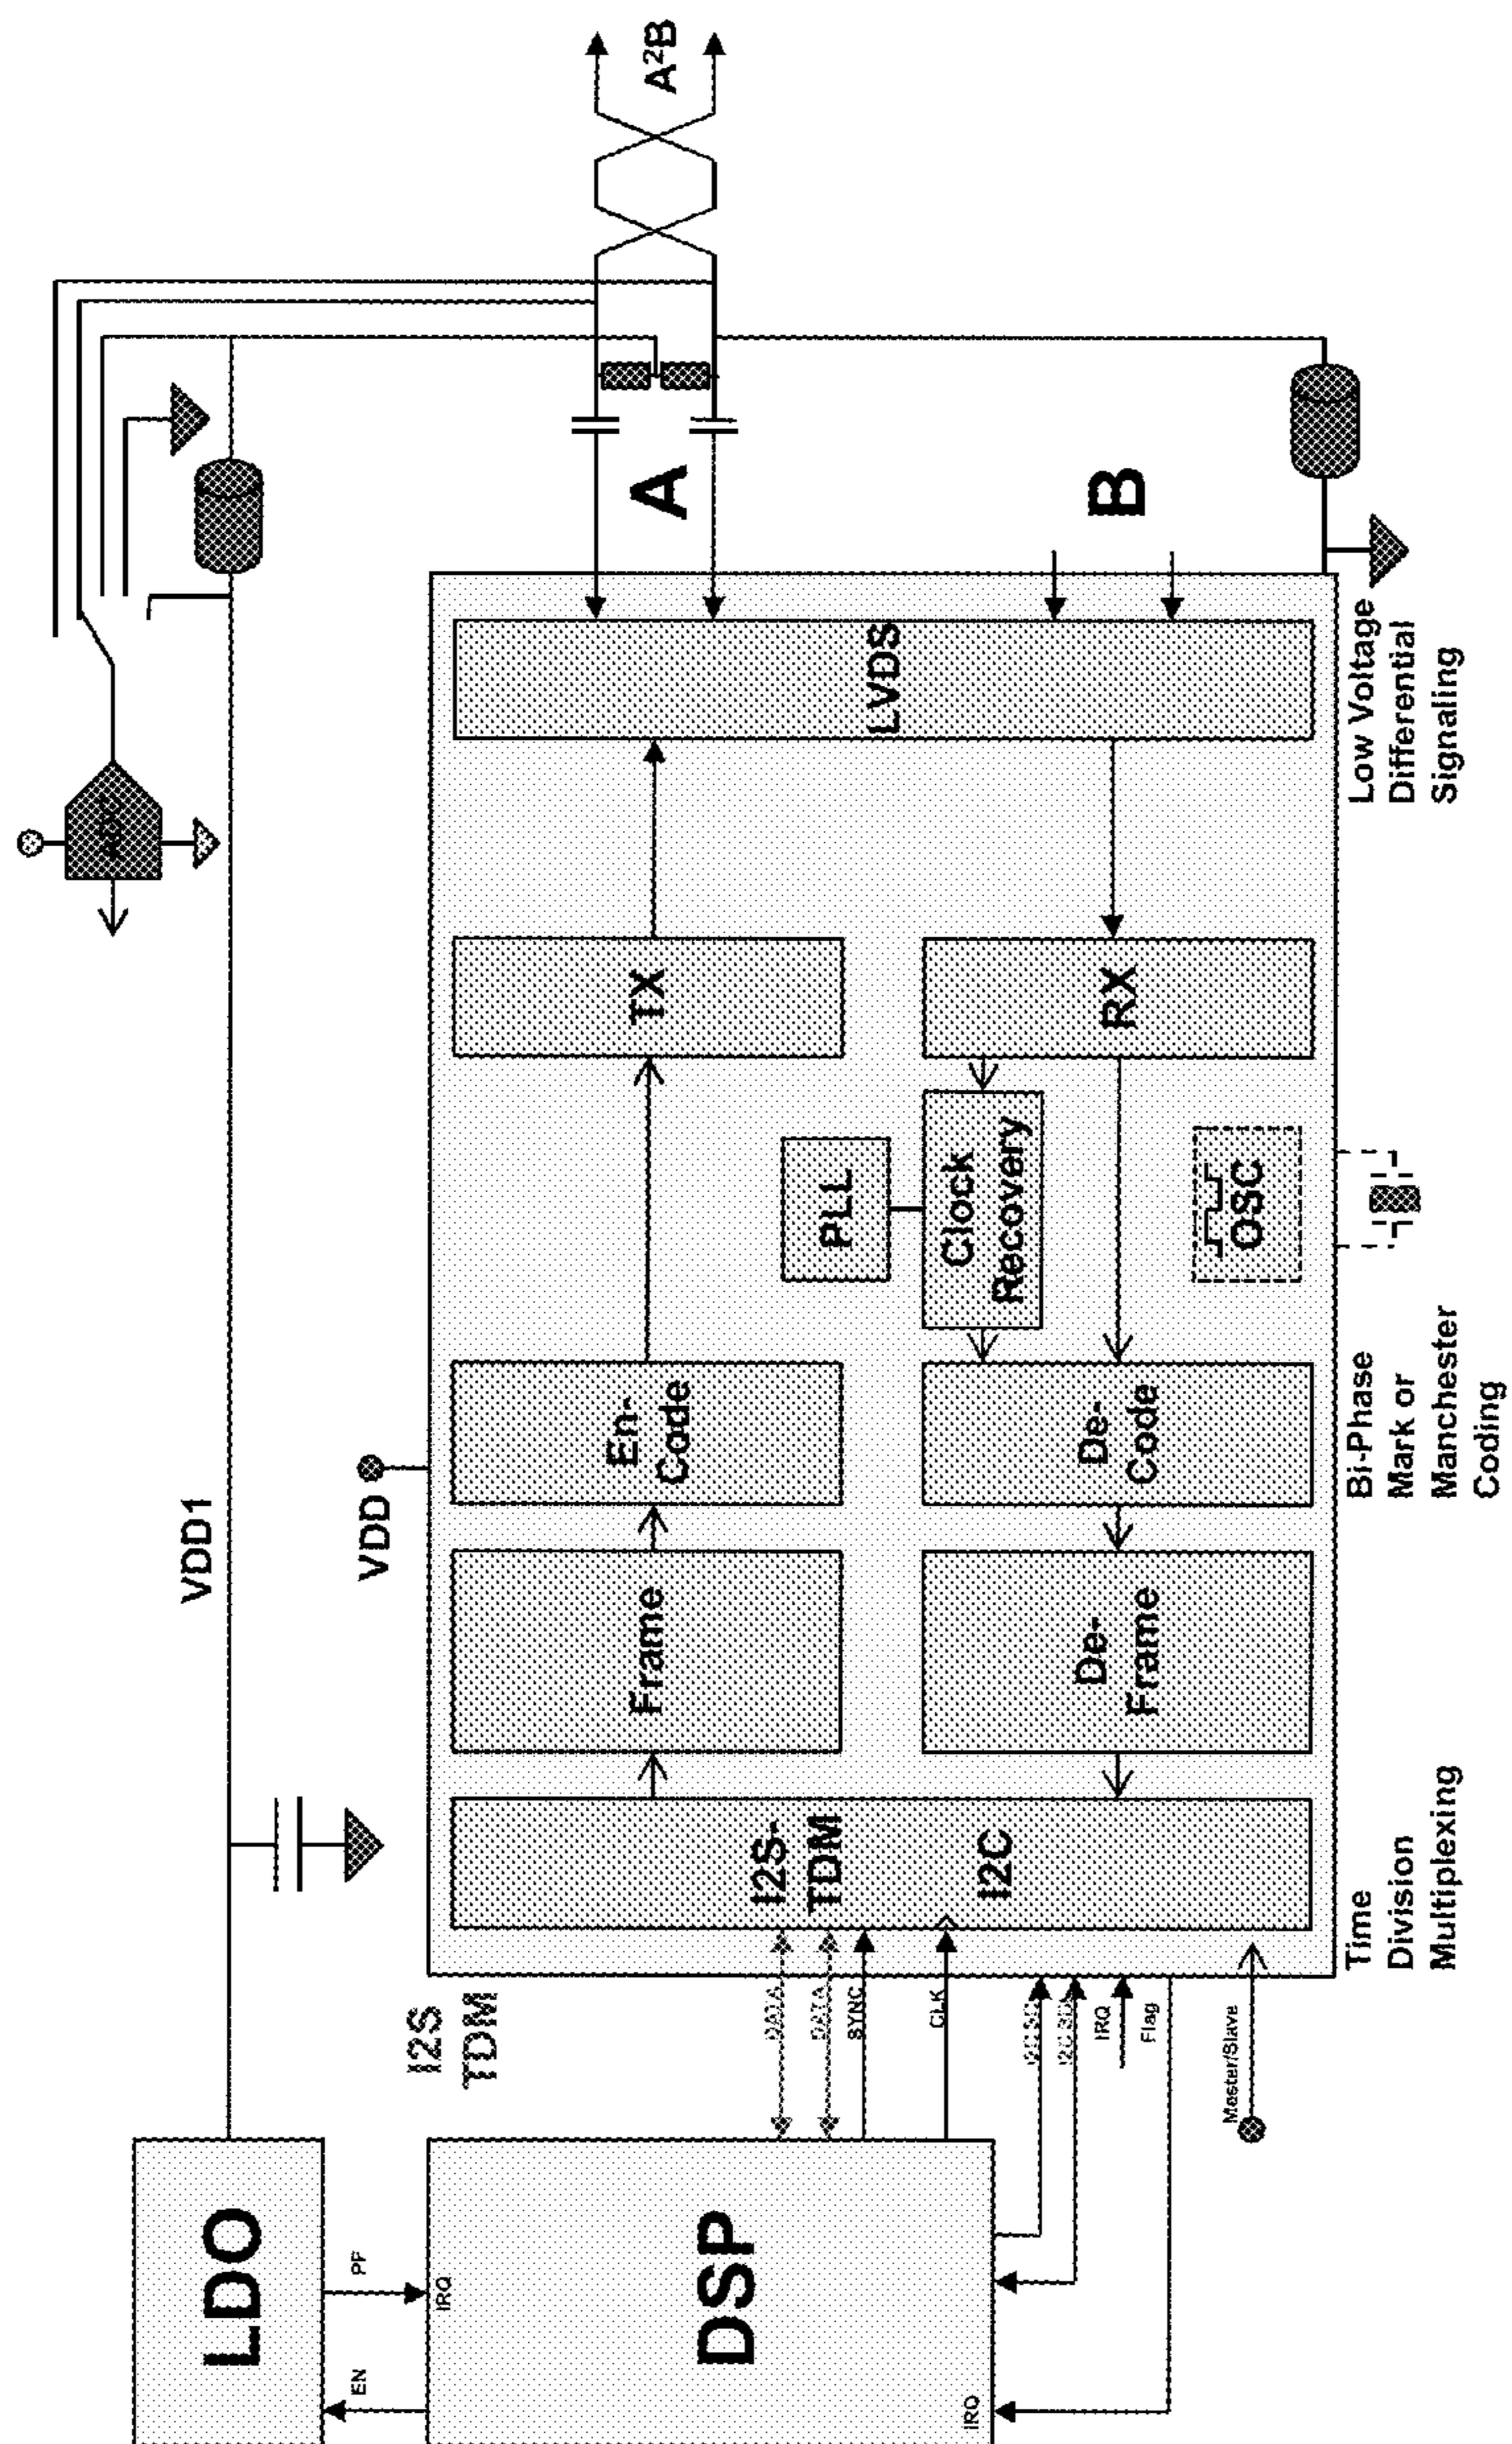 A²B
A
B
LVDS
Low Voltage
Differential
Signaling
TX
RX
PLL
Clock
Recovery
OSC
En-
Code
De-
Code
Bi-Phase
Mark or
Manchester
Coding
VDD1
VDD
Frame
De-
Frame
I2S-
TDM
I2C
Time
Division
Multiplexing
I2S
TDM
DATA
DATA
SYNC
CLK
IRQ
Flag
Master/Slave
LDO
PF
EN
IRQ
DSP
IRQ